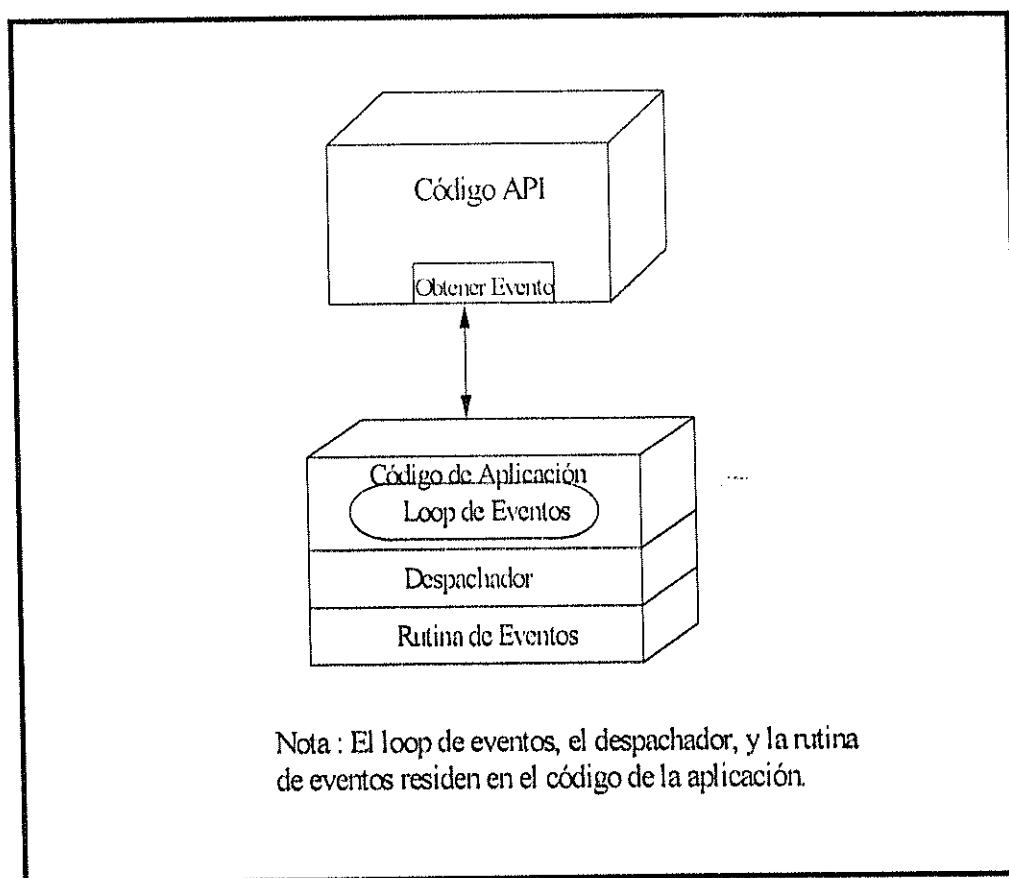 Código API
Obtener Evento
Código de Aplicación
Loop de Eventos
Despachador
Rutina de Eventos
Nota : El loop de eventos, el despachador, y la rutina
de eventos residen en el código de la aplicación.